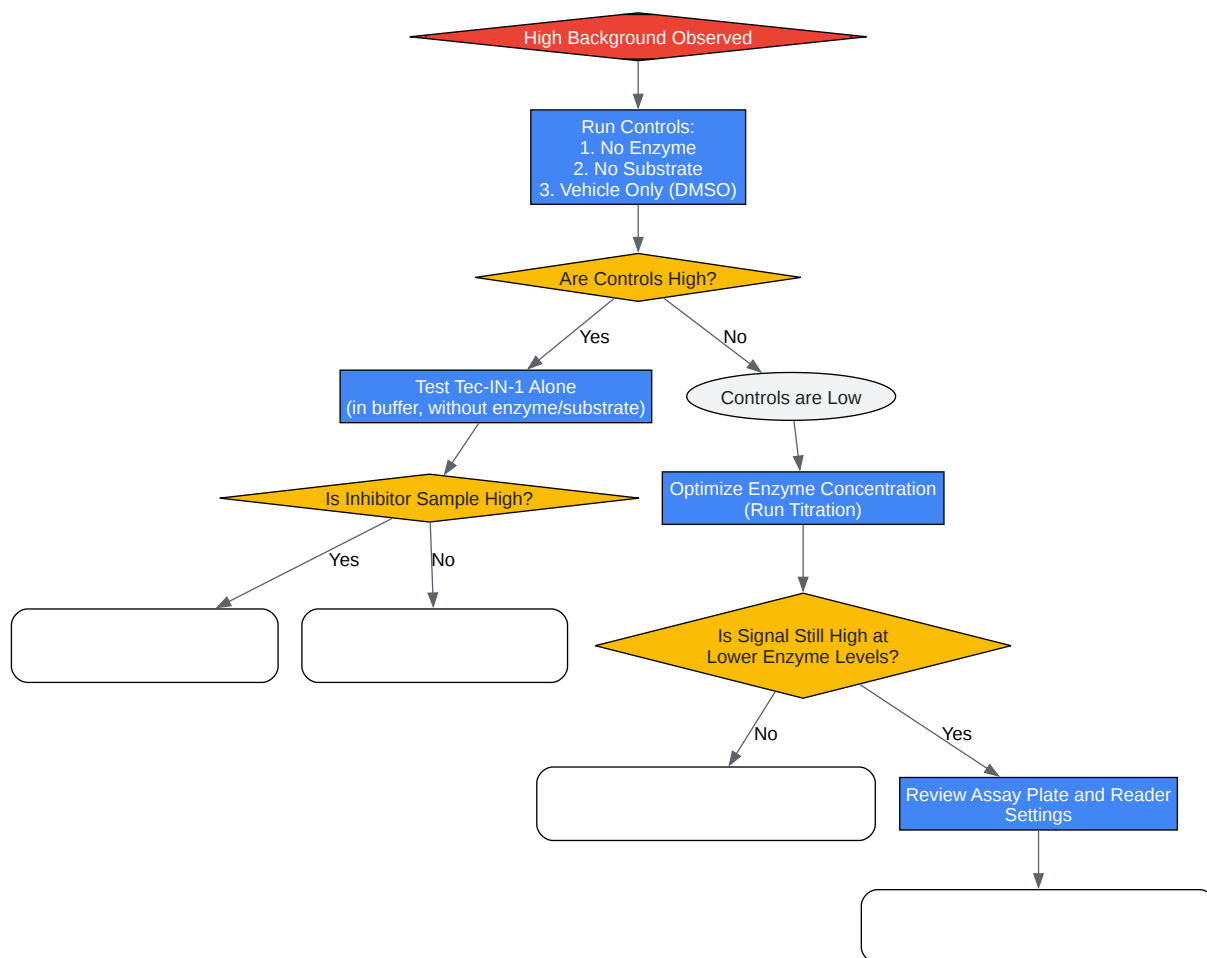 High Background Observed
Run Controls:
1. No Enzyme
2. No Substrate
3. Vehicle Only (DMSO)
Are Controls High?
Yes
No
Test Tec-IN-1 Alone
(in buffer, without enzyme/substrate)
Controls are Low
Is Inhibitor Sample High?
Optimize Enzyme Concentration
(Run Titration)
Yes
No
Is Signal Still High at
Lower Enzyme Levels?
No
Yes
Review Assay Plate and Reader
Settings